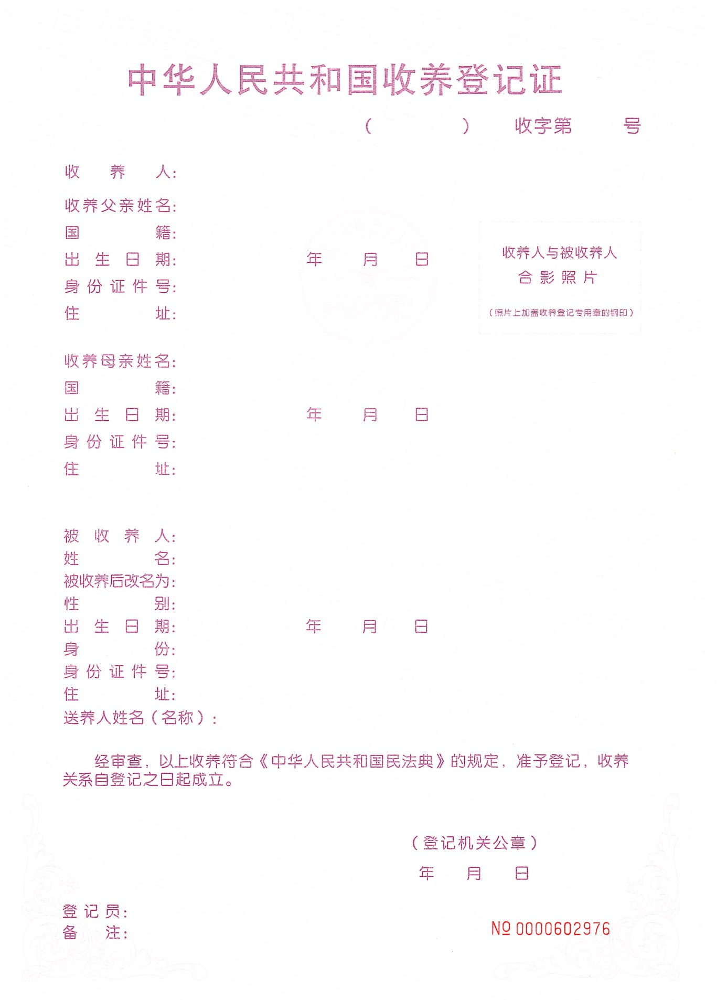 中华人民共和国收养登记证
（　　　　）　收字第　　号
收养人：
收养父亲姓名：
国籍：
出生日期：　　年　月　日
身份证件号：
住址：
收养人与被收养人
合影照片
（照片上加盖收养登记专用章的钢印）
收养母亲姓名：
国籍：
出生日期：　　年　月　日
身份证件号：
住址：
被收养人：
姓名：
被收养后改名为：
性别：
出生日期：　　年　月　日
身份：
身份证件号：
住址：
送养人姓名（名称）：
经审查，以上收养符合《中华人民共和国民法典》的规定，准予登记，收养
关系自登记之日起成立。
（登记机关公章）
年　月　日
登记员：
备注：
№ 0000602976